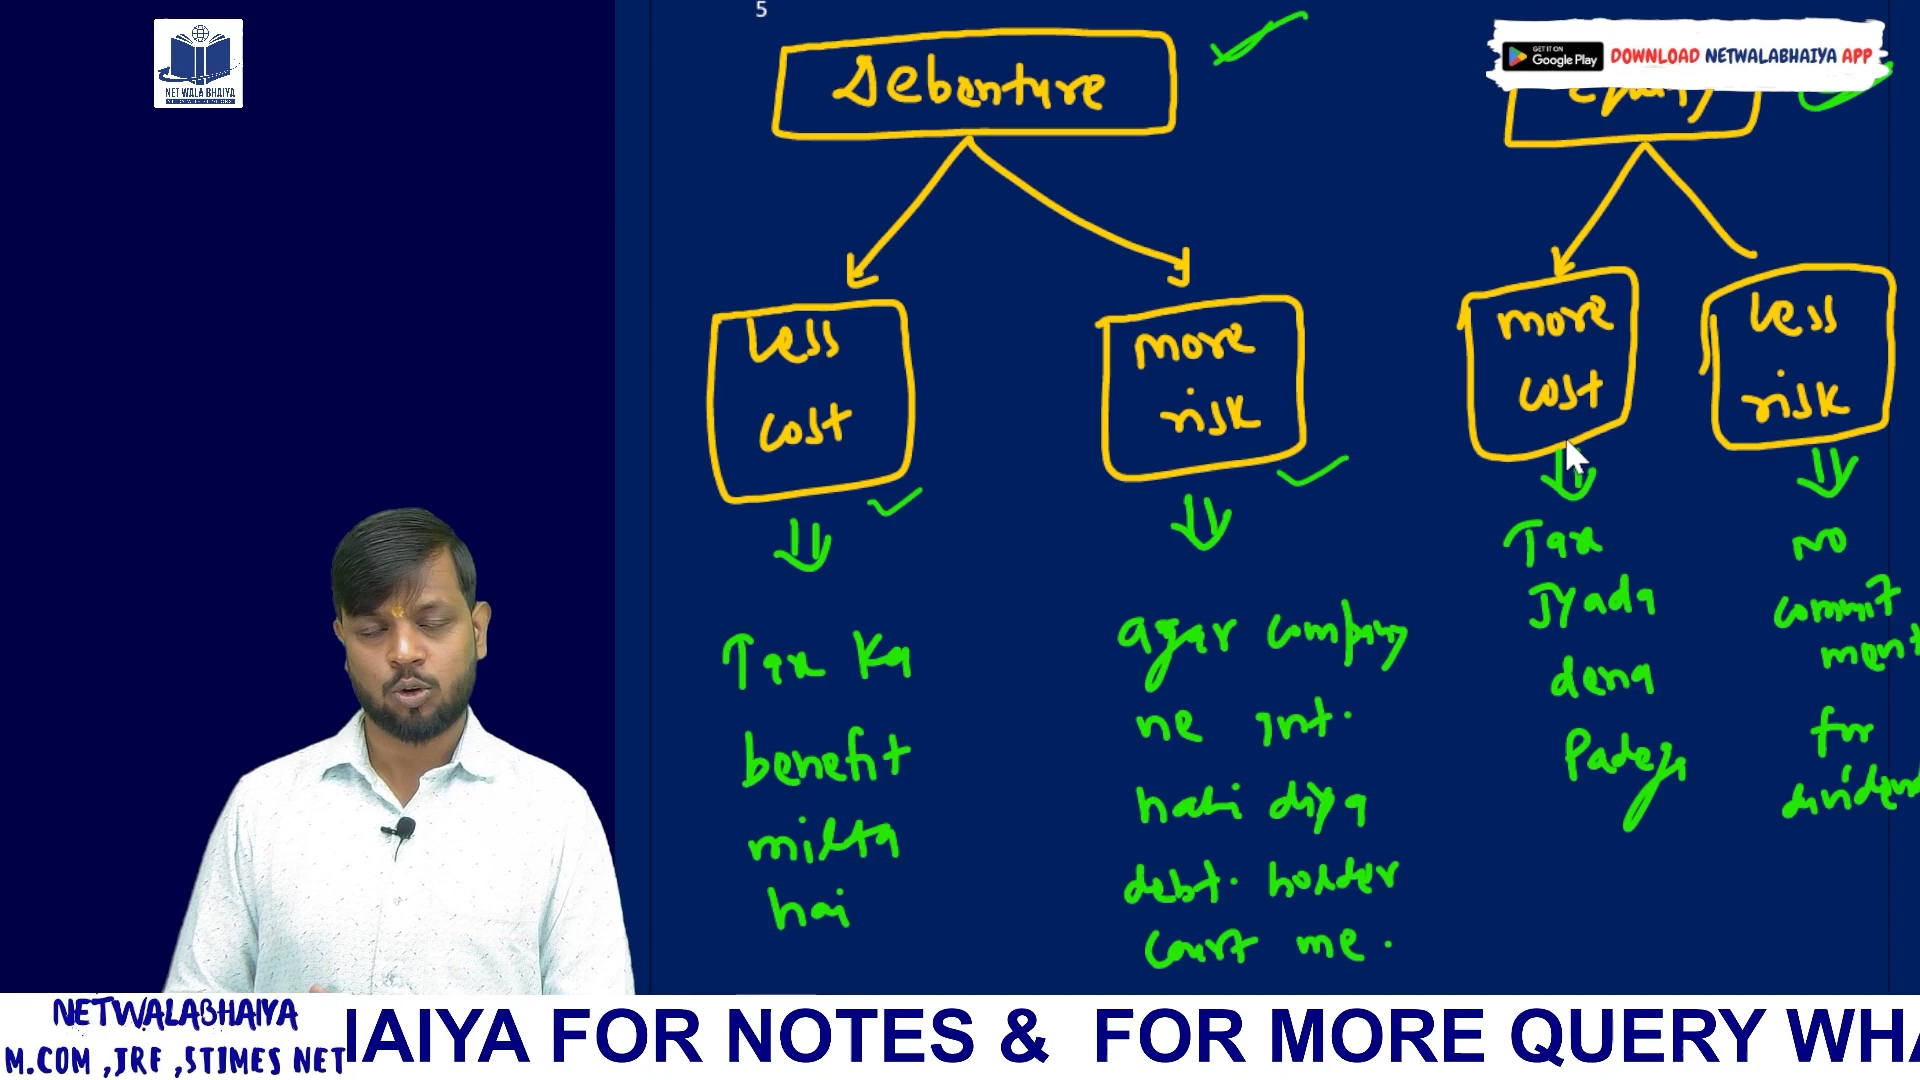 5
NET WALA BHAIYA
GET IT ON
Google Play
DOWNLOAD NETWALABHAIYA APP
Debenture
Less
cost
more
risk
more
cost
Less
risk
Tax Ka
benefit
milta
hai
agar company
ne int.
nahi diya
debt. holder
court me.
Tax
Jyada
dena
Padega
NO
commit
ment
for
dividend
NETWALABHAIYA
M.COM ,JRF ,5TIMES NET
IAIYA FOR NOTES & FOR MORE QUERY WHA